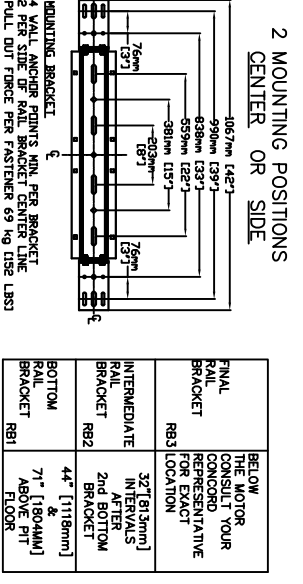 2 MOUNTING POSITIONS
CENTER OR SIDE
1067mm [42"]
990mm [39"]
838mm [33"]
559mm [22"]
381mm [15"]
203mm
[8"]
76mm
[3"]
76mm
[3"]
℄
℄
MOUNTING BRACKET
4 WALL ANCHOR POINTS MIN. PER BRACKET
2 PER SIDE OF RAIL BRACKET CENTER LINE
PULL OUT FORCE PER FASTENER 69 kg [152 LBS]
FINAL
RAIL
BRACKET
RB3
BELOW
THE MOTOR
CONSULT YOUR
CONCORD
REPRESENTATIVE
FOR EXACT
LOCATION
INTERMEDIATE
RAIL
BRACKET
RB2
32"[813mm]
INTERVALS
AFTER
2nd BOTTOM
BRACKET
BOTTOM
RAIL
BRACKET
RB1
44" [1118mm]
&
71" [1804MM]
ABOVE PIT
FLOOR